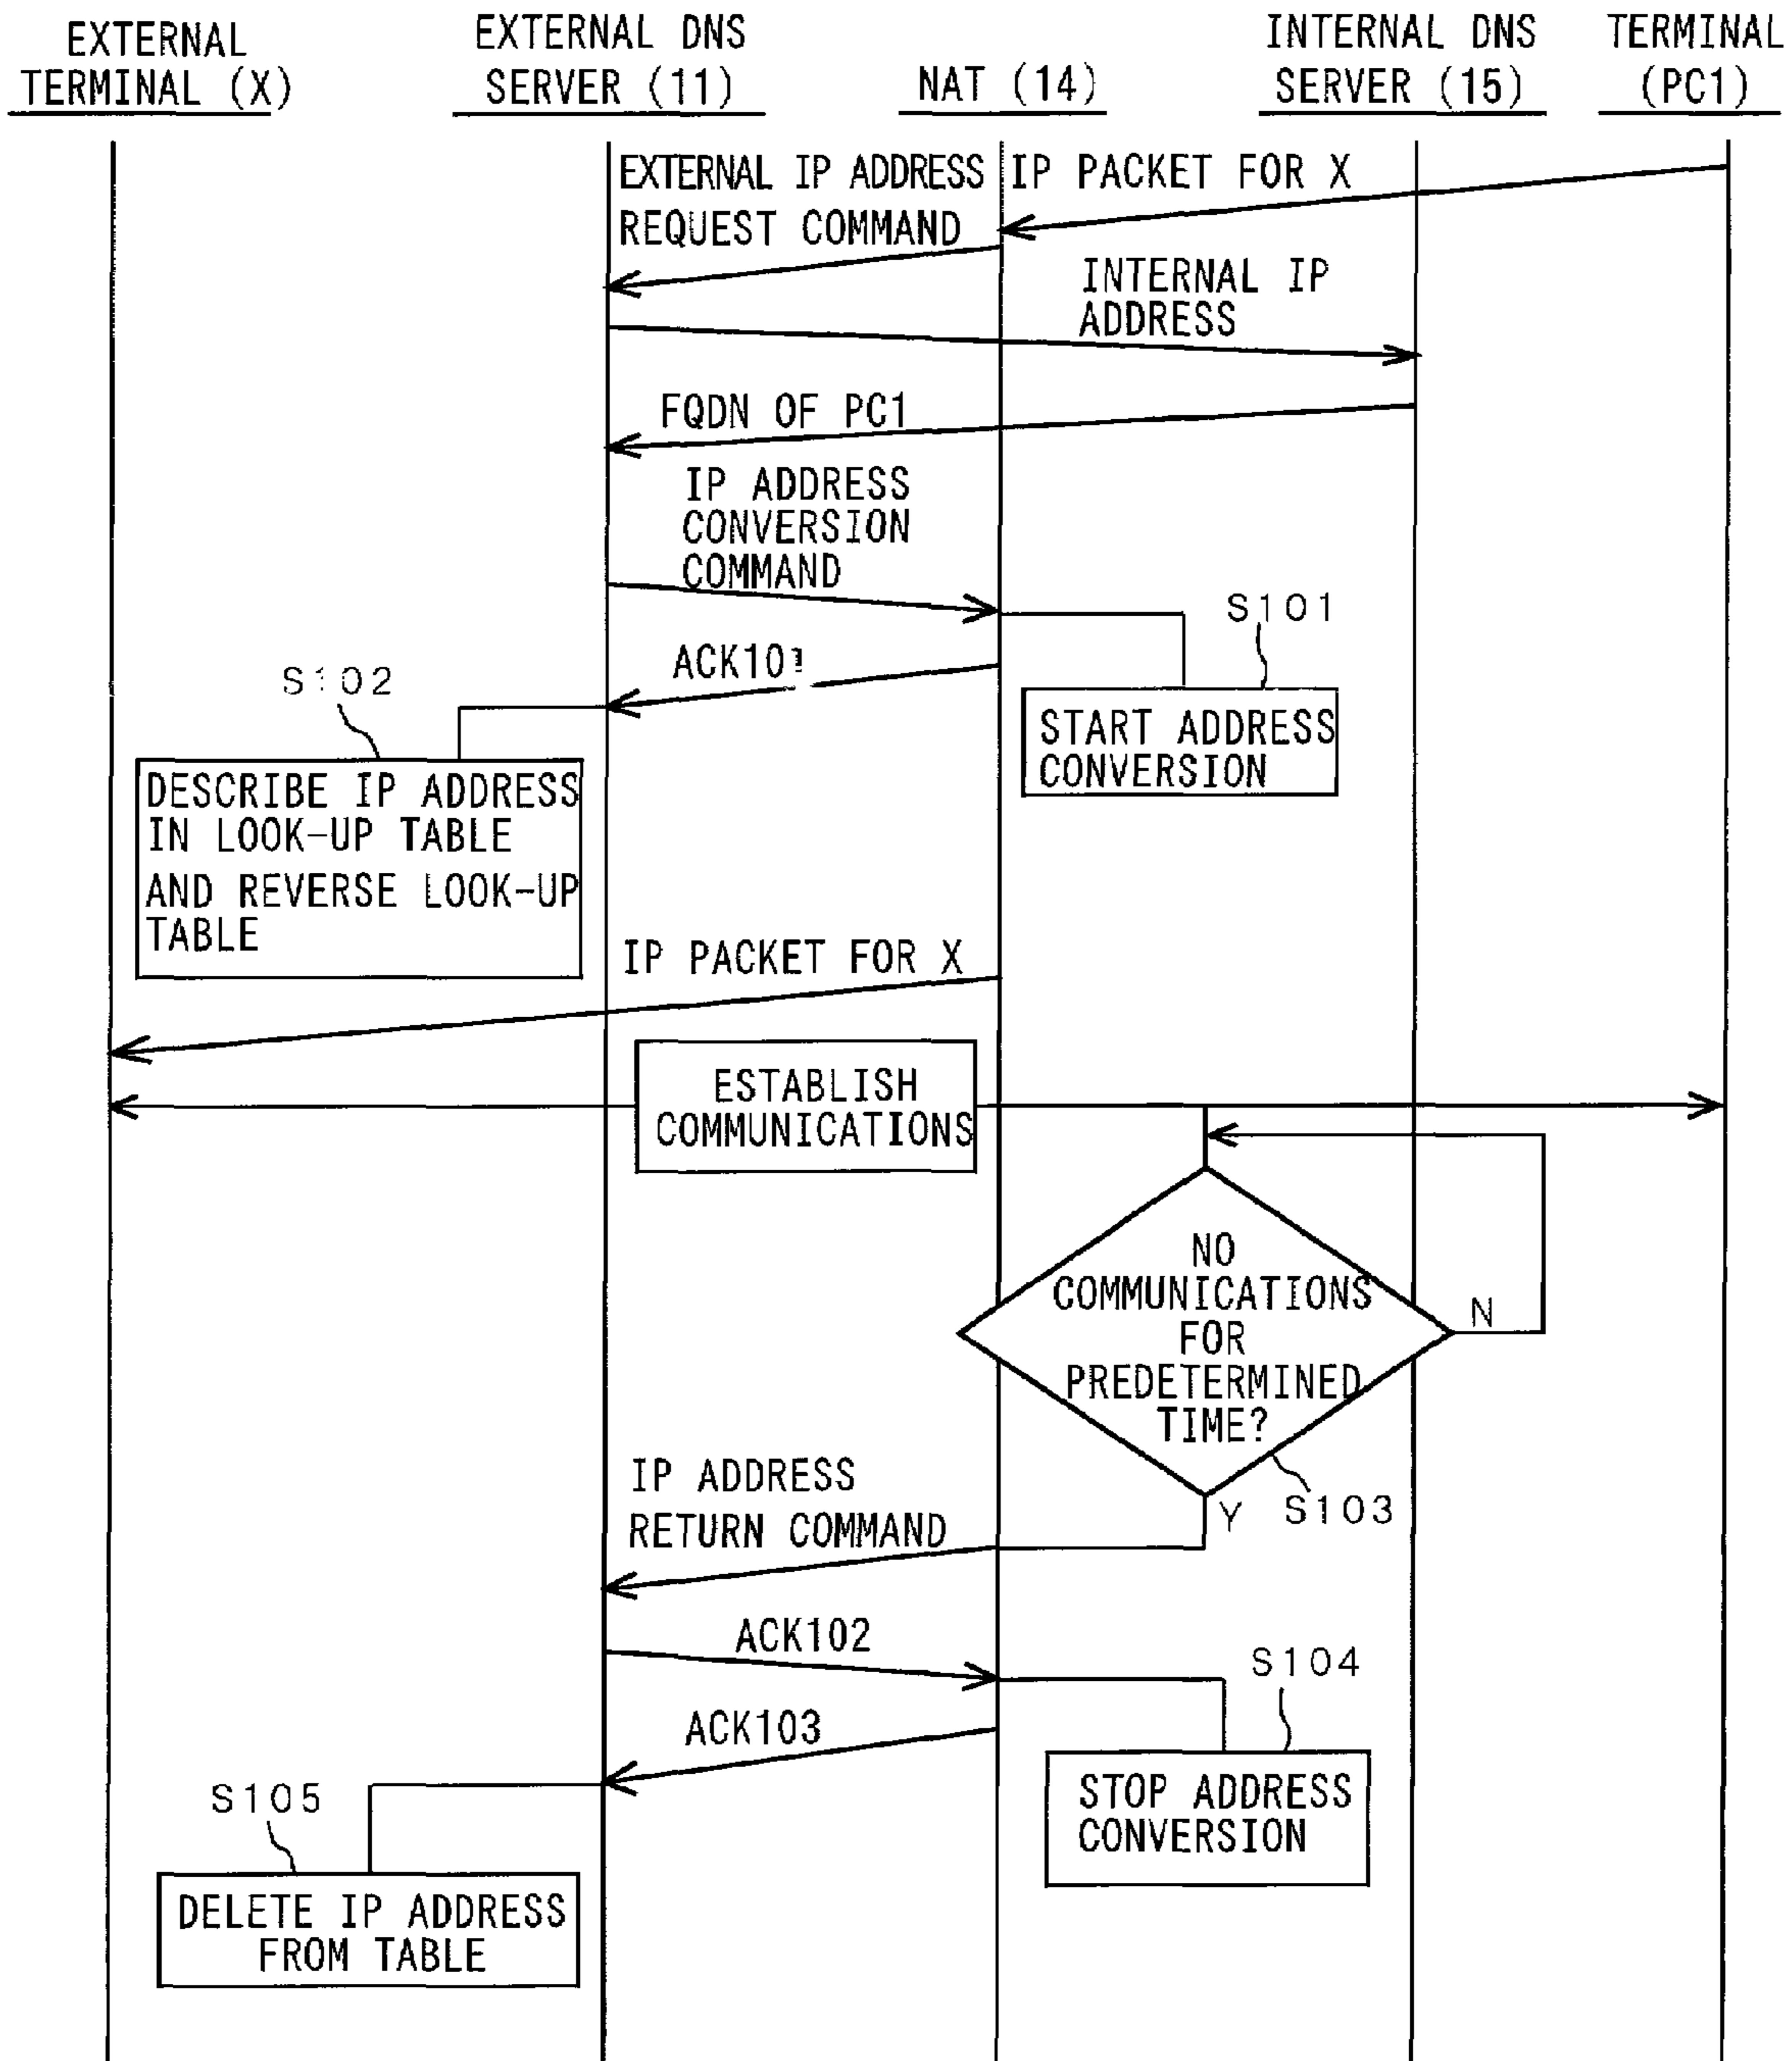 EXTERNAL
TERMINAL (X)
EXTERNAL DNS
SERVER (11)
NAT (14)
INTERNAL DNS
SERVER (15)
TERMINAL
(PC1)
IP PACKET FOR X
EXTERNAL IP ADDRESS
REQUEST COMMAND
INTERNAL IP
ADDRESS
FQDN OF PC1
IP ADDRESS
CONVERSION
COMMAND
S101
START ADDRESS
CONVERSION
ACK101
S102
DESCRIBE IP ADDRESS
IN LOOK-UP TABLE
AND REVERSE LOOK-UP
TABLE
IP PACKET FOR X
ESTABLISH
COMMUNICATIONS
NO
COMMUNICATIONS
FOR
PREDETERMINED
TIME?
N
Y
S103
IP ADDRESS
RETURN COMMAND
ACK102
S104
STOP ADDRESS
CONVERSION
ACK103
S105
DELETE IP ADDRESS
FROM TABLE